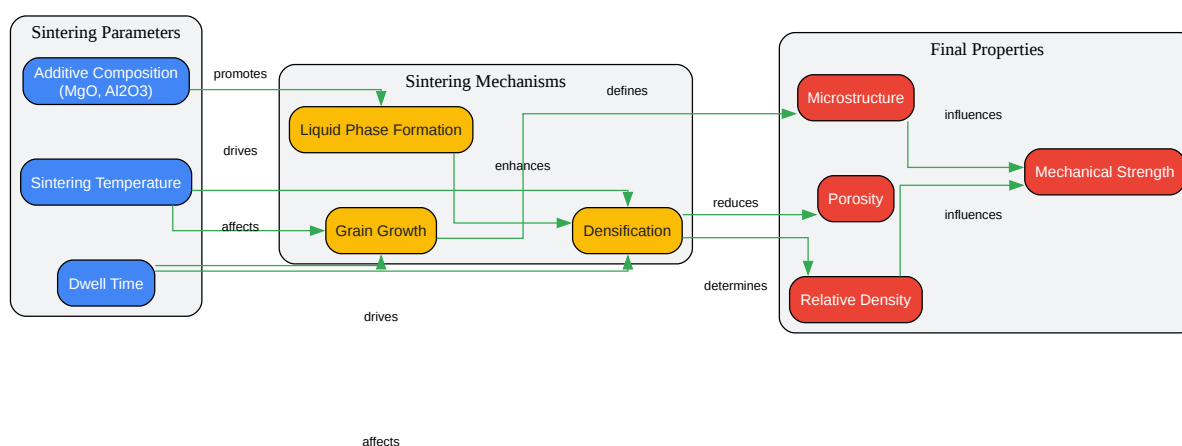 Sintering Parameters
Additive Composition
(MgO, Al2O3)
Sintering Temperature
Dwell Time
promotes
drives
affects
Sintering Mechanisms
Liquid Phase Formation
enhances
Grain Growth
Densification
drives
affects
defines
reduces
determines
Final Properties
Microstructure
Porosity
Relative Density
influences
influences
Mechanical Strength